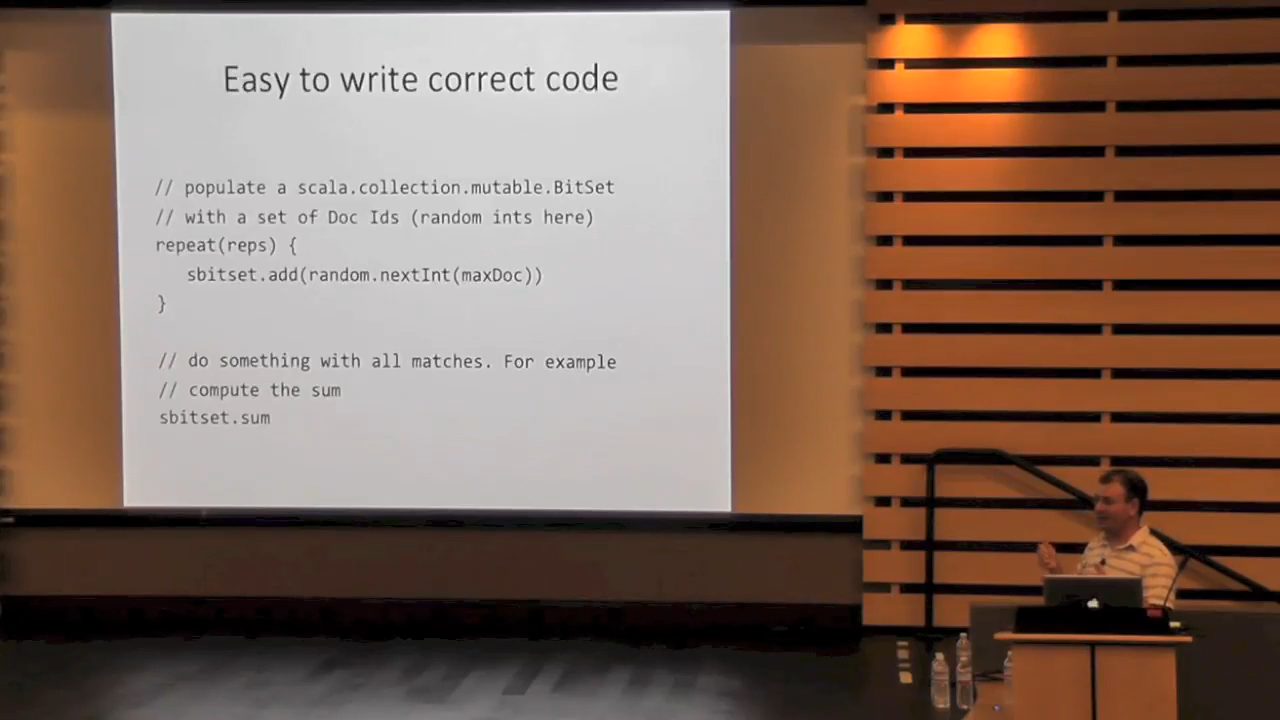 Easy to write correct code
// populate a scala.collection.mutable.BitSet
// with a set of Doc Ids (random ints here)
repeat(reps) {
sbitset.add(random.nextInt(maxDoc))
}
// do something with all matches. For example
// compute the sum
sbitset.sum